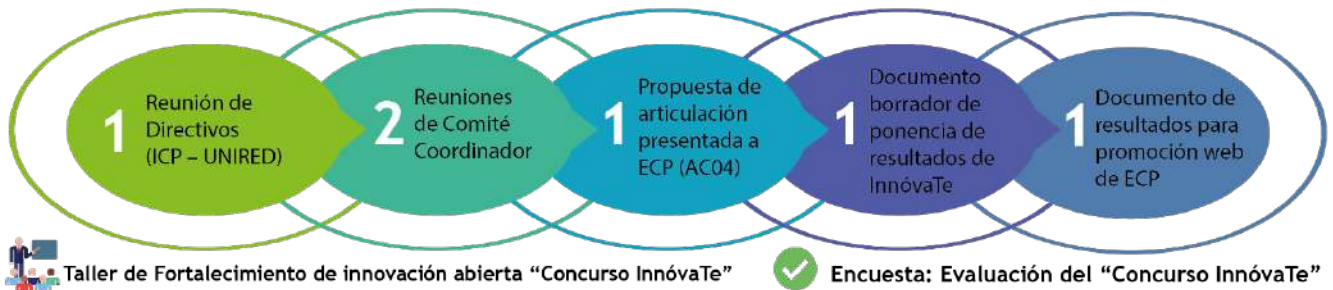 1
Reunión de
Directivos
(ICP – UNIRED)
2
Reuniones
de Comité
Coordinador
1
Propuesta de
articulación
presentada a
ECP (AC04)
1
Documento
borrador de
ponencia de
resultados de
InnóvaTe
1
Documento de
resultados para
promoción web
de ECP
Taller de Fortalecimiento de innovación abierta “Concurso InnóvaTe”
Encuesta: Evaluación del “Concurso InnóvaTe”